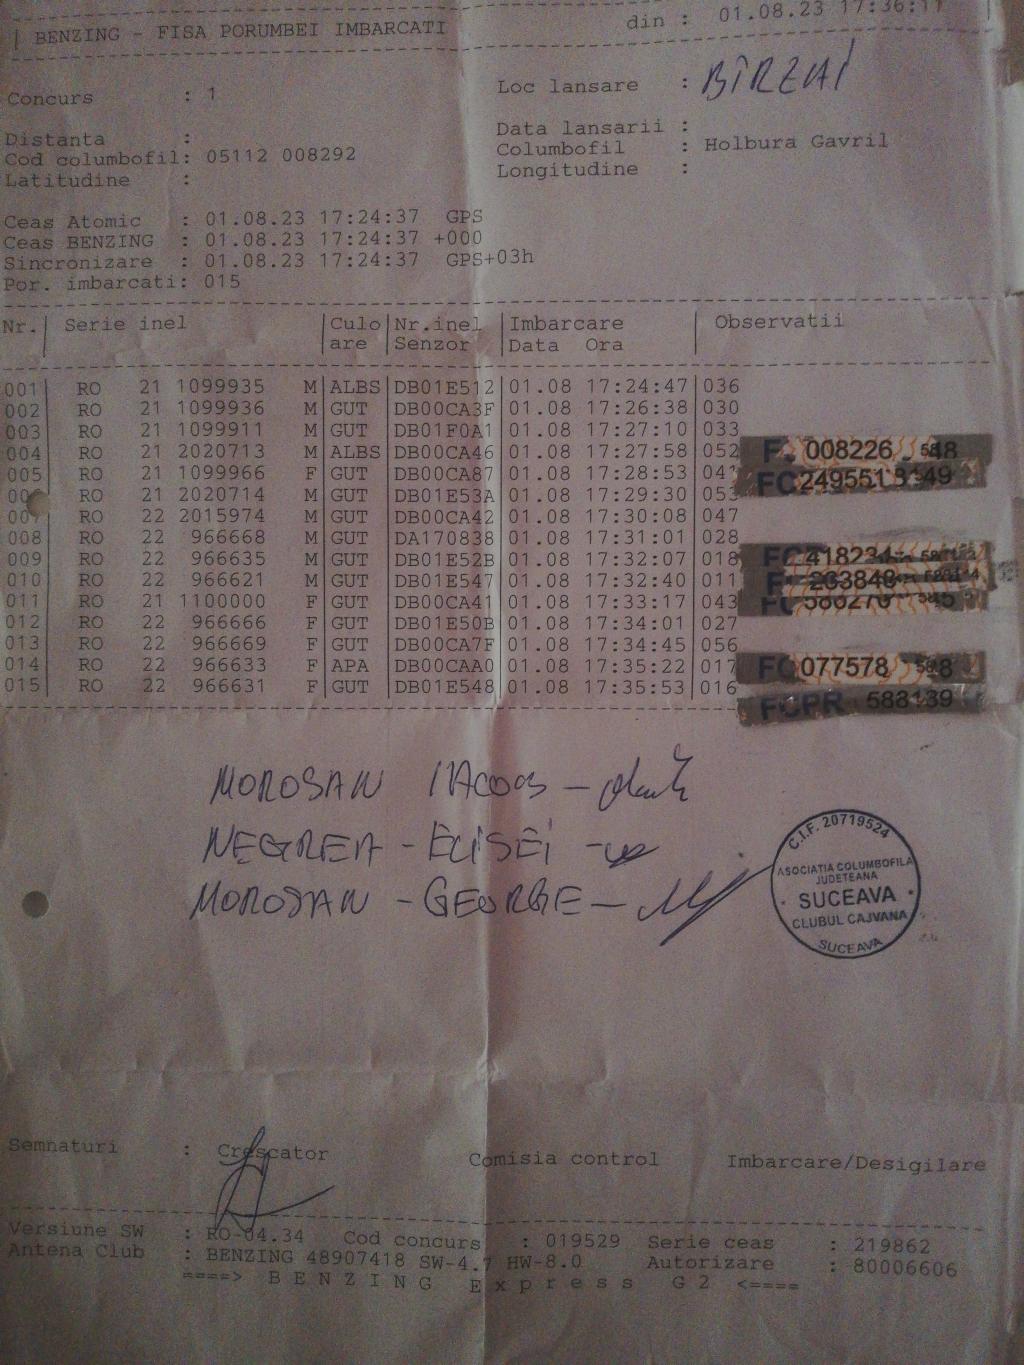 BENZING - FISA PORUMBEI IMBARCATI din : 01.08.23 17:36:11
Concurs : 1 Loc lansare : BÎRZAI
Distanta : Data lansarii :
Cod columbofil: 05112 008292 Columbofil : Holbura Gavril
Latitudine : Longitudine :
Ceas Atomic : 01.08.23 17:24:37 GPS
Ceas BENZING : 01.08.23 17:24:37 +000
Sincronizare : 01.08.23 17:24:37 GPS+03h
Por. imbarcati: 015
Nr. Serie inel Culo Nr.inel Imbarcare Observatii
are Senzor Data Ora
001 RO 21 1099935 M ALBS DB01E512 01.08 17:24:47 036
002 RO 21 1099936 M GUT DB00CA3F 01.08 17:26:38 030
003 RO 21 1099911 M GUT DB01F0A1 01.08 17:27:10 033
004 RO 21 2020713 M ALBS DB00CA46 01.08 17:27:58 052 008226
005 RO 21 1099966 F GUT DB00CA87 01.08 17:28:53 041 FC 249551
RO 21 2020714 M GUT DB01E53A 01.08 17:29:30 053
007 RO 22 2015974 M GUT DB00CA42 01.08 17:30:08 047
008 RO 22 966668 M GUT DA170838 01.08 17:31:01 028
009 RO 22 966635 M GUT DB01E52B 01.08 17:32:07 018 418234
010 RO 22 966621 M GUT DB01E547 01.08 17:32:40 011 203848
011 RO 21 1100000 F GUT DB00CA41 01.08 17:33:17 043
012 RO 22 966666 F GUT DB01E50B 01.08 17:34:01 027
013 RO 22 966669 F GUT DB00CA7F 01.08 17:34:45 056
014 RO 22 966633 F APA DB00CAA0 01.08 17:35:22 017 077578
015 RO 22 966631 F GUT DB01E548 01.08 17:35:53 016
FCPR 588139
MOROSAN IACOB -
NEGREA - ELISEI -
MOROSAN - GEORGE -
C.I.F. 20719524
ASOCIATIA COLUMBOFILA
JUDETEANA
SUCEAVA
CLUBUL CAJVANA
SUCEAVA
Semnaturi : Crescator Comisia control Imbarcare/Desigilare
Versiune SW : RO-04.34 Cod concurs : 019529 Serie ceas : 219862
Antena Club : BENZING 48907418 SW-4.7 HW-8.0 Autorizare : 80006606
====> B E N Z I N G E x p r e s s G 2 <====